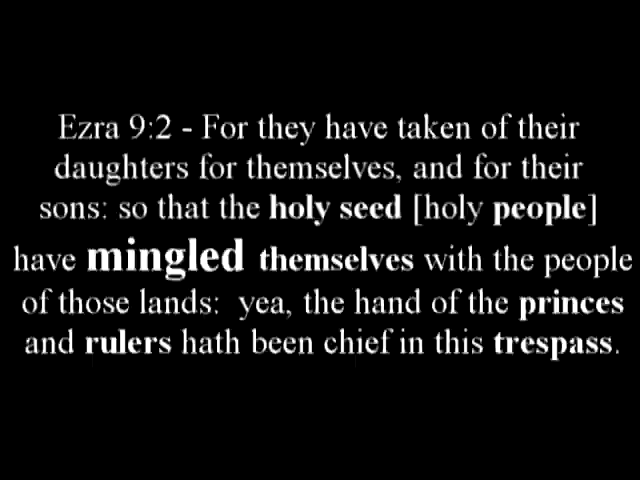 Ezra 9:2 - For they have taken of their
daughters for themselves, and for their
sons: so that the holy seed [holy people]
have mingled themselves with the people
of those lands:  yea, the hand of the princes
and rulers hath been chief in this trespass.